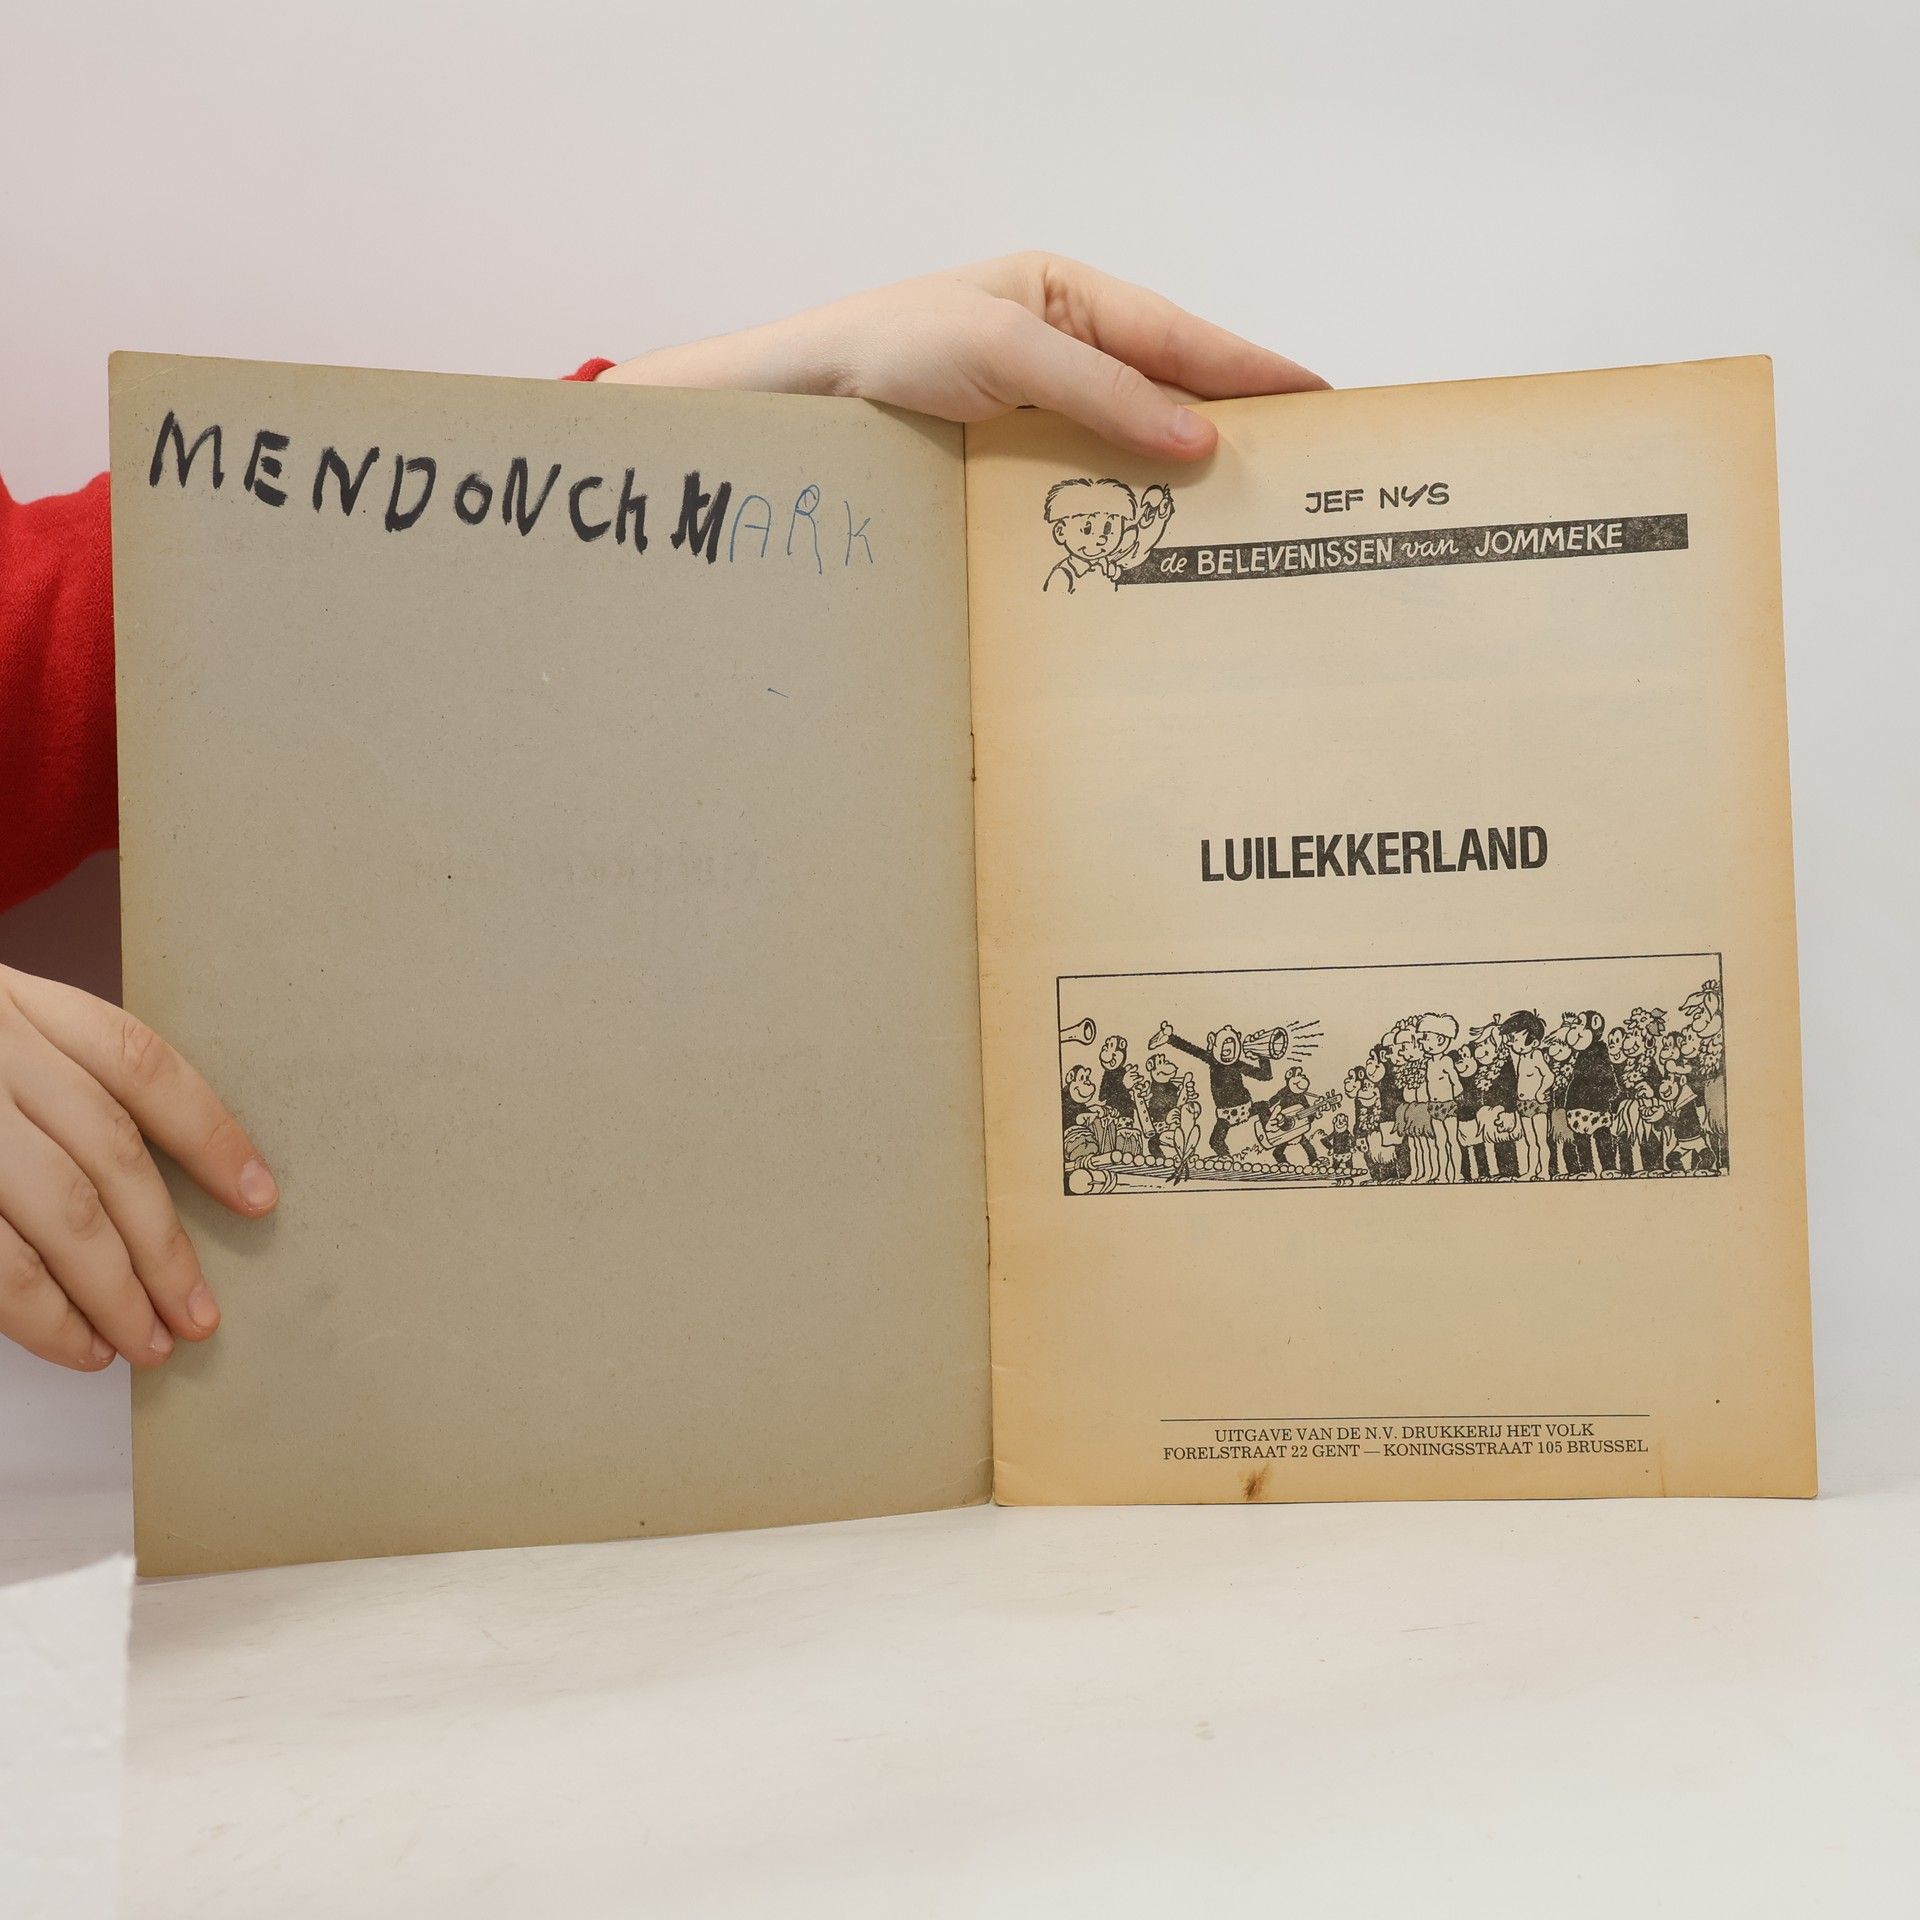 MENDONCK MARK
JEF NYS
de BELEVENISSEN van JOMMEKE
LUILEKKERLAND
UITGAVE VAN DE N.V. DRUKKERIJ HET VOLK
FORELSTRAAT 22 GENT — KONINGSSTRAAT 105 BRUSSEL